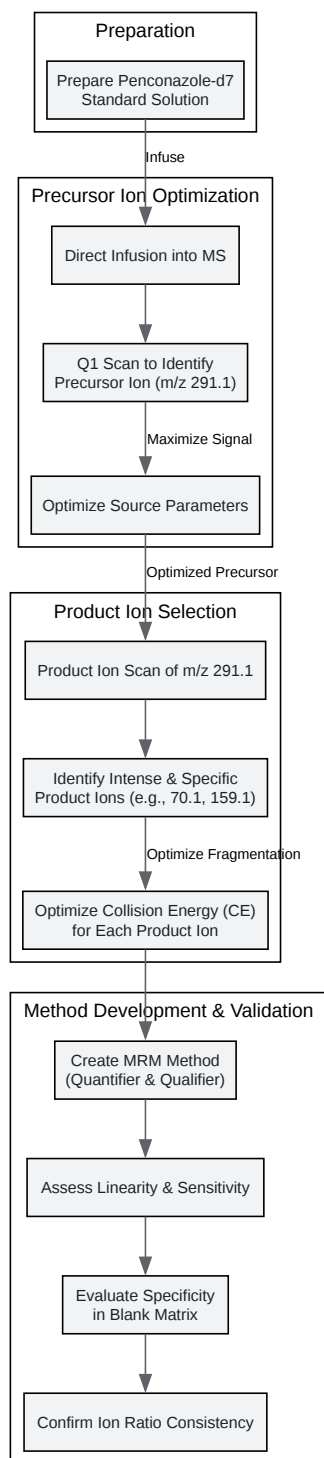 Preparation
Prepare Penconazole-d7
Standard Solution
Infuse
Precursor Ion Optimization
Direct Infusion into MS
Q1 Scan to Identify
Precursor Ion (m/z 291.1)
Maximize Signal
Optimize Source Parameters
Optimized Precursor
Product Ion Selection
Product Ion Scan of m/z 291.1
Identify Intense & Specific
Product Ions (e.g., 70.1, 159.1)
Optimize Fragmentation
Optimize Collision Energy (CE)
for Each Product Ion
Method Development & Validation
Create MRM Method
(Quantifier & Qualifier)
Assess Linearity & Sensitivity
Evaluate Specificity
in Blank Matrix
Confirm Ion Ratio Consistency